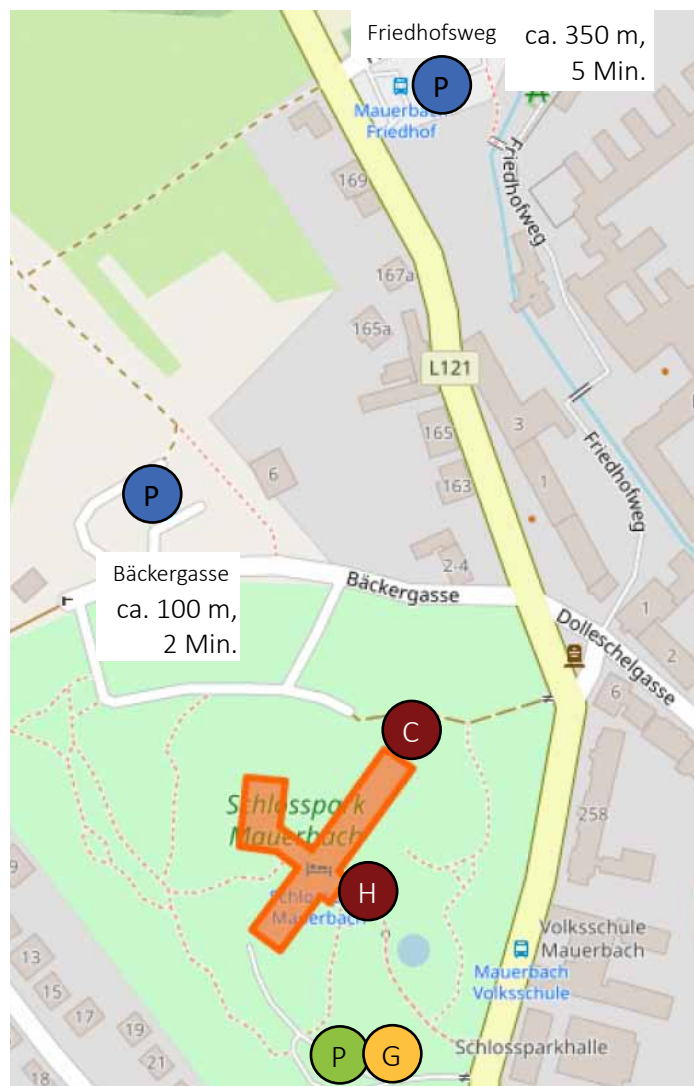 Friedhofsweg
ca. 350 m,
5 Min.
P
Mauerbach
Friedhof
Friedhofweg
169
167a
165a
L121
165
3
163
1
Friedhofweg
6
P
2-4
Bäckergasse
ca. 100 m,
2 Min.
Bäckergasse
Dolleschelgasse
1
2
6
C
258
Schlosspark
Mauerbach
H
Mauerbach
Volksschule
Mauerbach
Mauerbach
Volksschule
13
15
17
19
21
18
P
G
Schlossparkhalle